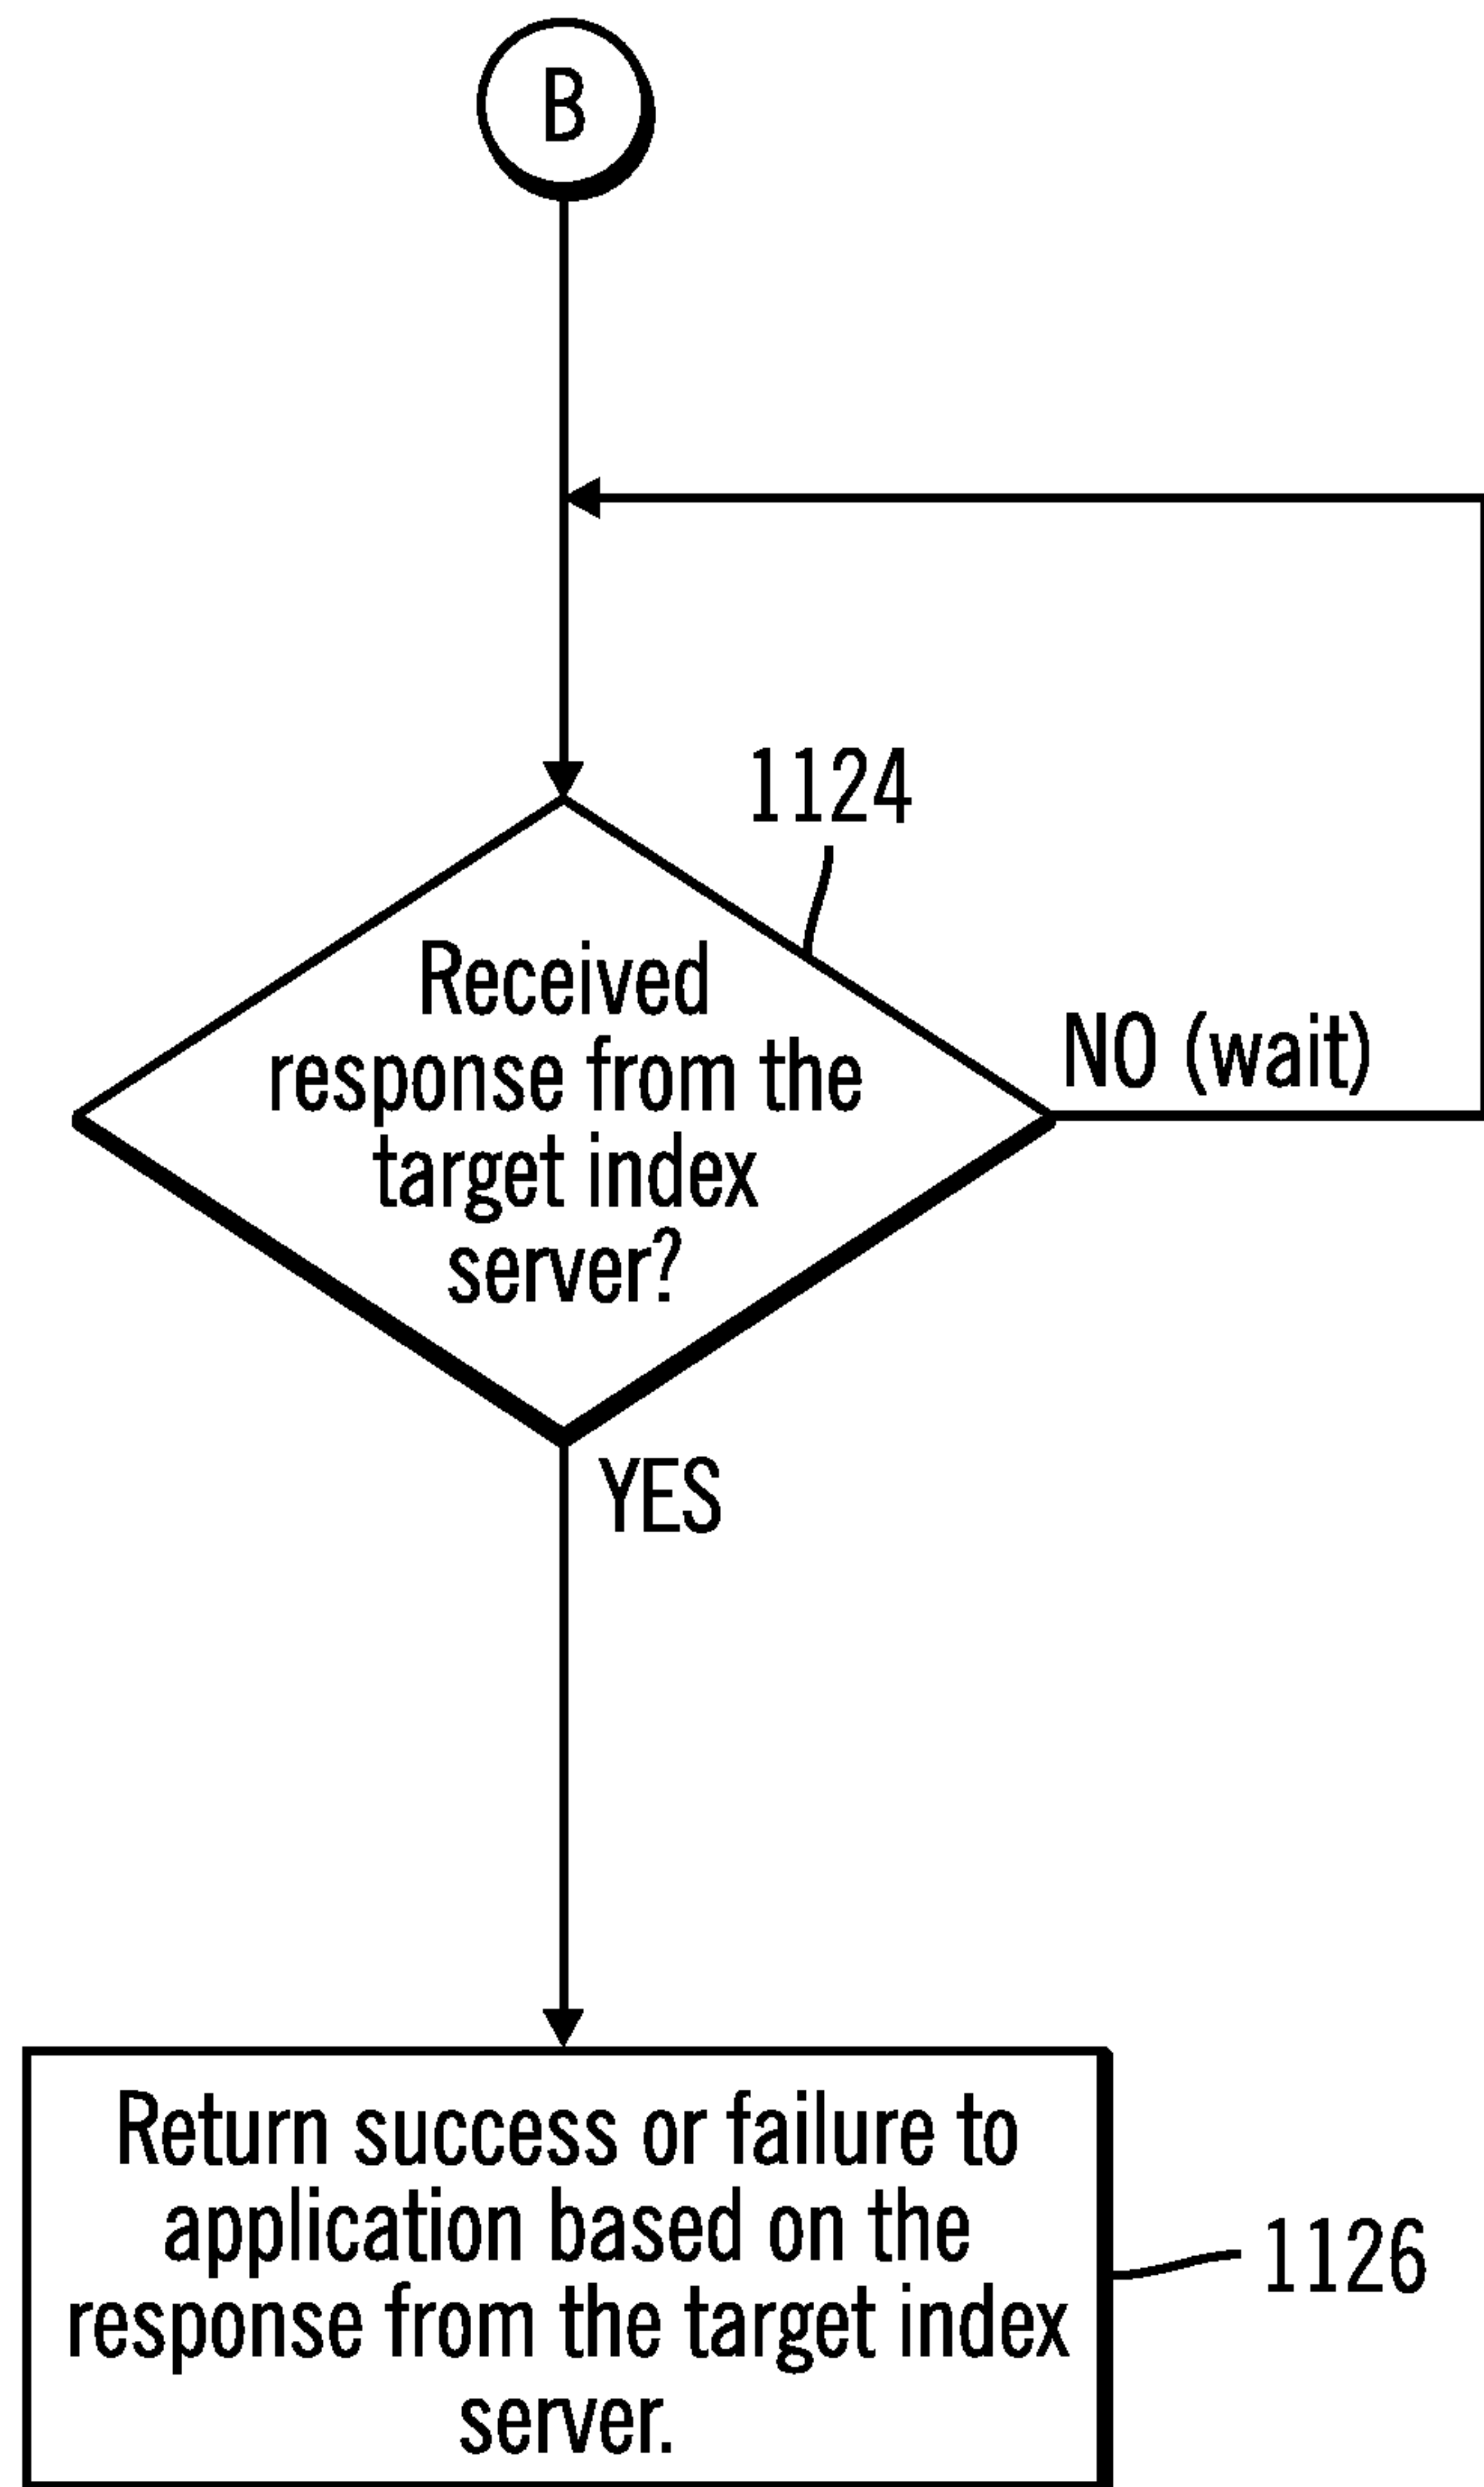 B
1124
Received
response from the
target index
server?
NO (wait)
YES
Return success or failure to
application based on the
response from the target index
server.
1126